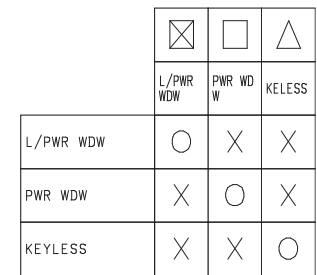 L/PWR WDW
PWR WD W
KELESS
L/PWR WDW O X X
PWR WDW X O X
KEYLESS X X O